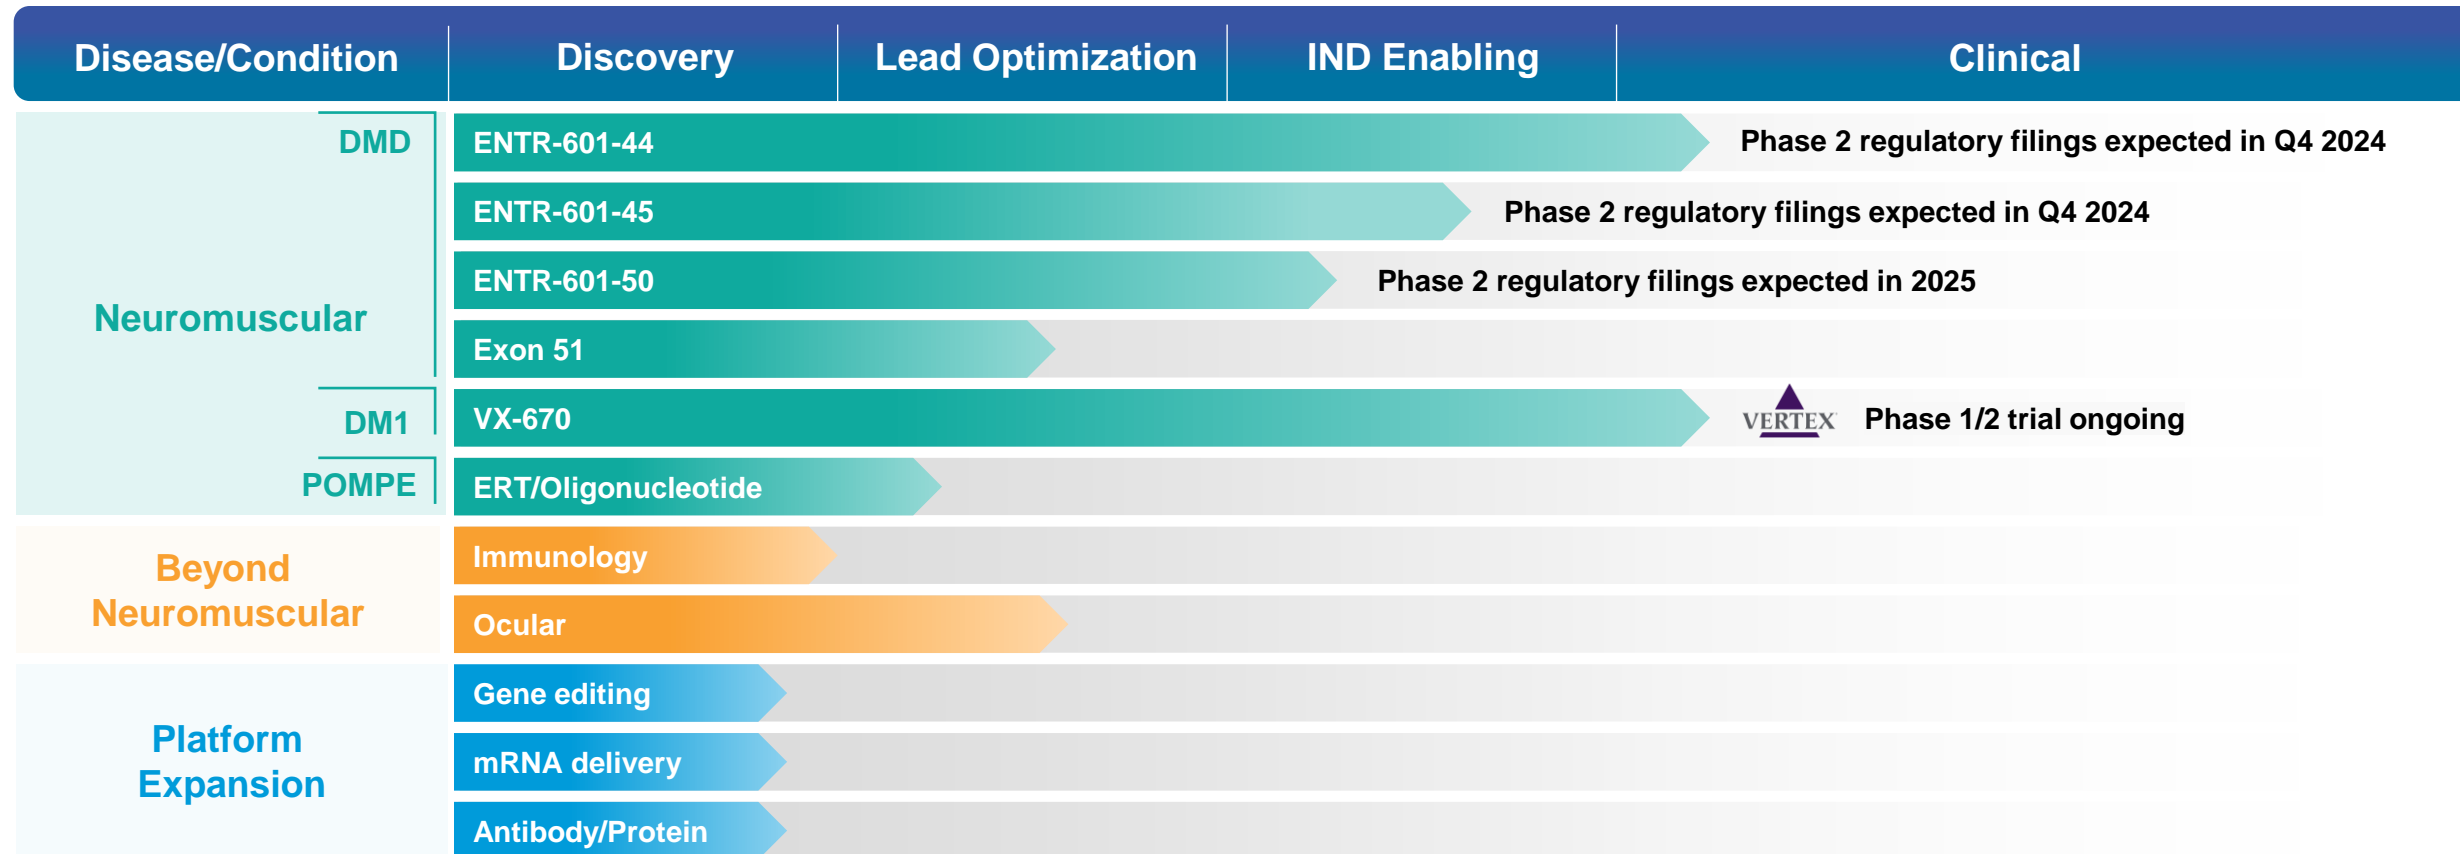 Disease/Condition Discovery Lead Optimization IND Enabling Clinical
Neuromuscular
DMD
ENTR-601-44 Phase 2 regulatory filings expected in Q4 2024
ENTR-601-45 Phase 2 regulatory filings expected in Q4 2024
ENTR-601-50 Phase 2 regulatory filings expected in 2025
Exon 51
DM1
VX-670 VERTEX Phase 1/2 trial ongoing
POMPE
ERT/Oligonucleotide
Beyond
Neuromuscular
Immunology
Ocular
Platform
Expansion
Gene editing
mRNA delivery
Antibody/Protein